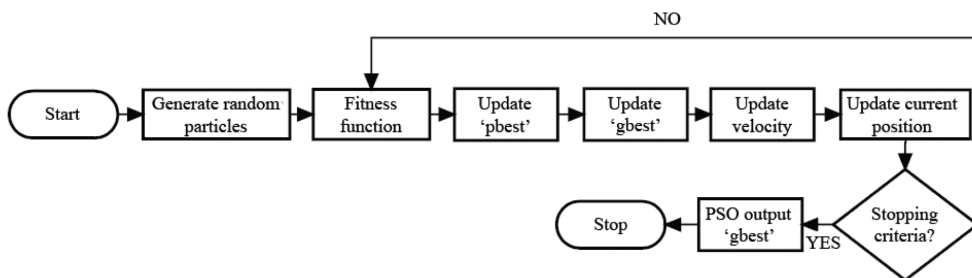 NO
Start
Generate random
particles
Fitness
function
Update
‘pbest’
Update
‘gbest’
Update
velocity
Update current
position
Stop
PSO output
‘gbest’
YES
Stopping
criteria?